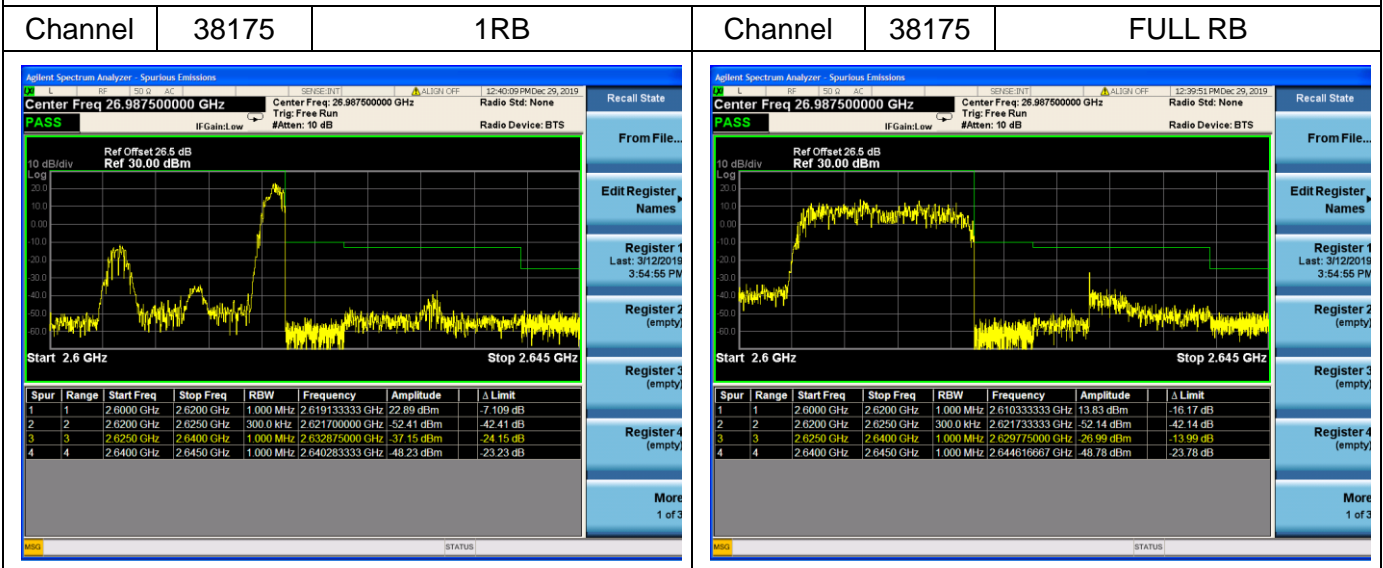 Channel 38175 1RB Channel 38175 FULL RB
Agilent Spectrum Analyzer - Spurious Emissions
L RF 50 Ω AC SENSE:INT ALIGN OFF 12:40:09 PM Dec 29, 2019
Center Freq 26.987500000 GHz Center Freq: 26.987500000 GHz Radio Std: None
Trig: Free Run
PASS IFGain:Low #Atten: 10 dB Radio Device: BTS
Ref Offset 26.5 dB
10 dB/div Ref 30.00 dBm
Log
20.0
10.0
0.00
-10.0
-20.0
-30.0
-40.0
-50.0
-60.0
Start 2.6 GHz Stop 2.645 GHz
Spur Range Start Freq Stop Freq RBW Frequency Amplitude Δ Limit
1 1 2.6000 GHz 2.6200 GHz 1.000 MHz 2.619133333 GHz 22.89 dBm -7.109 dB
2 2 2.6200 GHz 2.6250 GHz 300.0 kHz 2.621700000 GHz -52.41 dBm -42.41 dB
3 3 2.6250 GHz 2.6400 GHz 1.000 MHz 2.632875000 GHz -37.15 dBm -24.15 dB
4 4 2.6400 GHz 2.6450 GHz 1.000 MHz 2.640283333 GHz -48.23 dBm -23.23 dB
MSG STATUS
Recall State
From File...
Edit Register
Names
Register 1
Last: 3/12/2019
3:54:55 PM
Register 2
(empty)
Register 3
(empty)
Register 4
(empty)
More
1 of 3
Agilent Spectrum Analyzer - Spurious Emissions
L RF 50 Ω AC SENSE:INT ALIGN OFF 12:39:51 PM Dec 29, 2019
Center Freq 26.987500000 GHz Center Freq: 26.987500000 GHz Radio Std: None
Trig: Free Run
PASS IFGain:Low #Atten: 10 dB Radio Device: BTS
Ref Offset 26.5 dB
10 dB/div Ref 30.00 dBm
Log
20.0
10.0
0.00
-10.0
-20.0
-30.0
-40.0
-50.0
-60.0
Start 2.6 GHz Stop 2.645 GHz
Spur Range Start Freq Stop Freq RBW Frequency Amplitude Δ Limit
1 1 2.6000 GHz 2.6200 GHz 1.000 MHz 2.610333333 GHz 13.83 dBm -16.17 dB
2 2 2.6200 GHz 2.6250 GHz 300.0 kHz 2.621733333 GHz -52.14 dBm -42.14 dB
3 3 2.6250 GHz 2.6400 GHz 1.000 MHz 2.629775000 GHz -26.99 dBm -13.99 dB
4 4 2.6400 GHz 2.6450 GHz 1.000 MHz 2.644616667 GHz -48.78 dBm -23.78 dB
MSG STATUS
Recall State
From File...
Edit Register
Names
Register 1
Last: 3/12/2019
3:54:55 PM
Register 2
(empty)
Register 3
(empty)
Register 4
(empty)
More
1 of 3